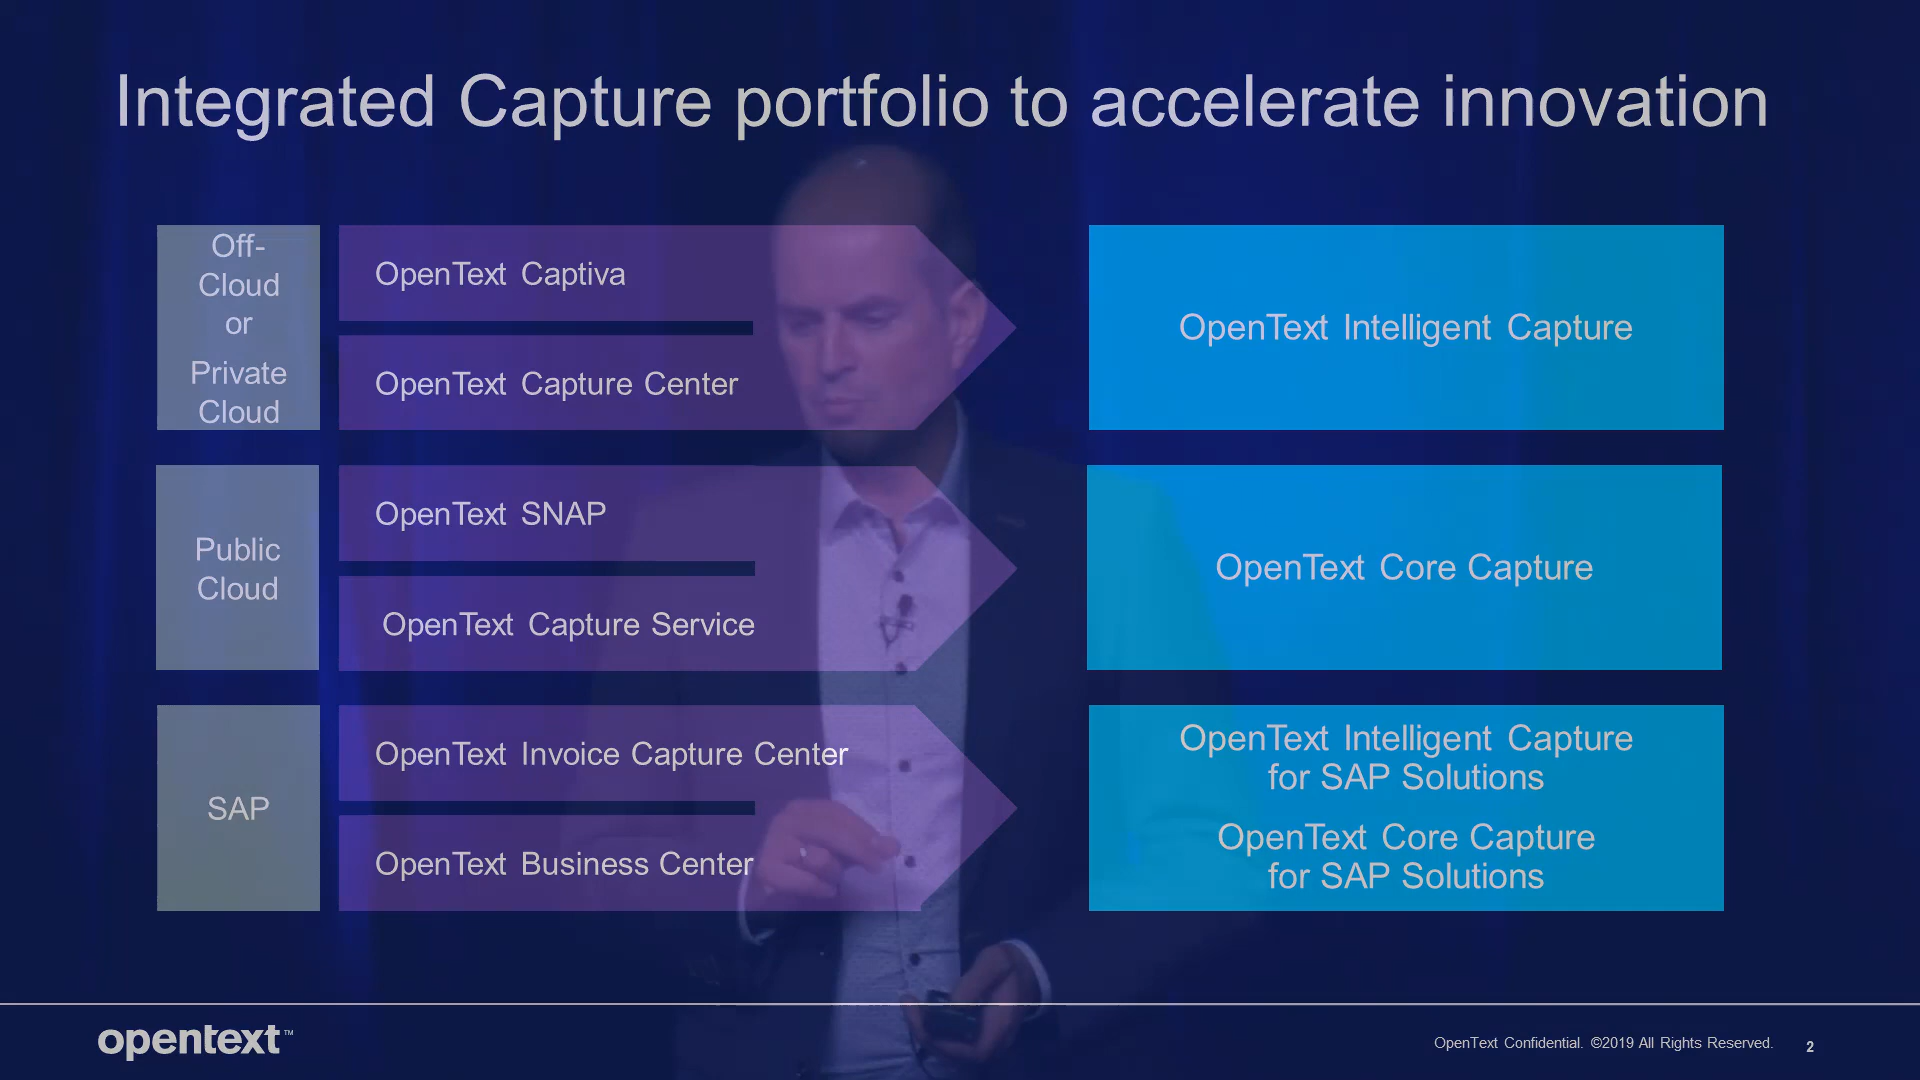 Integrated Capture portfolio to accelerate innovation
Off-
Cloud
or
Private
Cloud
OpenText Captiva
OpenText Capture Center
OpenText Intelligent Capture
Public
Cloud
OpenText SNAP
OpenText Capture Service
OpenText Core Capture
SAP
OpenText Invoice Capture Center
OpenText Business Center
OpenText Intelligent Capture
for SAP Solutions
OpenText Core Capture
for SAP Solutions
opentext™
OpenText Confidential. ©2019 All Rights Reserved. 2